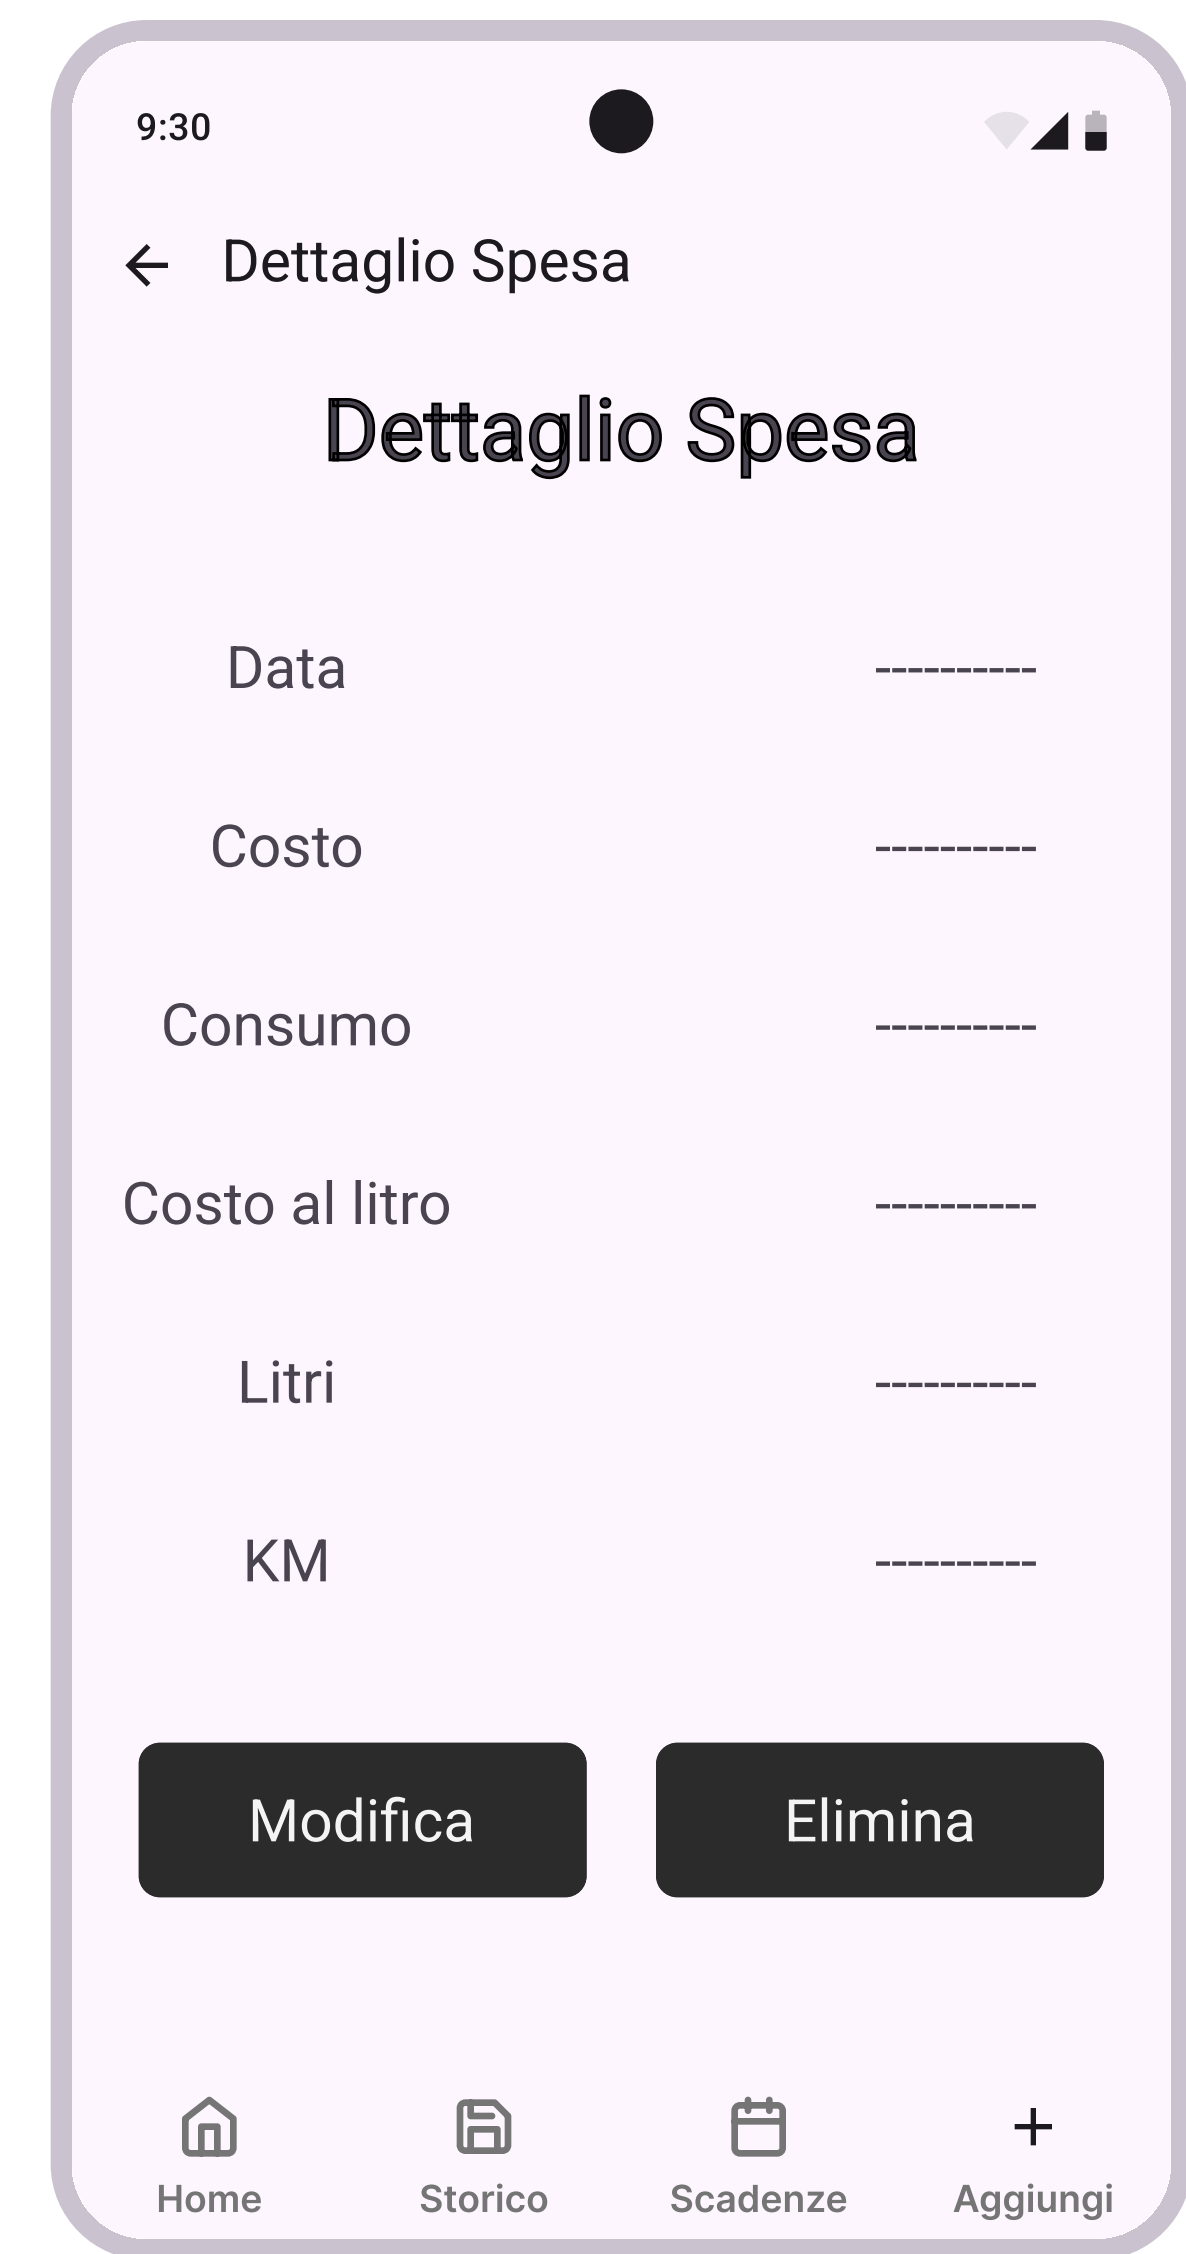 9:30
Dettaglio Spesa
Dettaglio Spesa
Data ----------
Costo ----------
Consumo ----------
Costo al litro ----------
Litri ----------
KM ----------
Modifica Elimina
Home Storico Scadenze Aggiungi